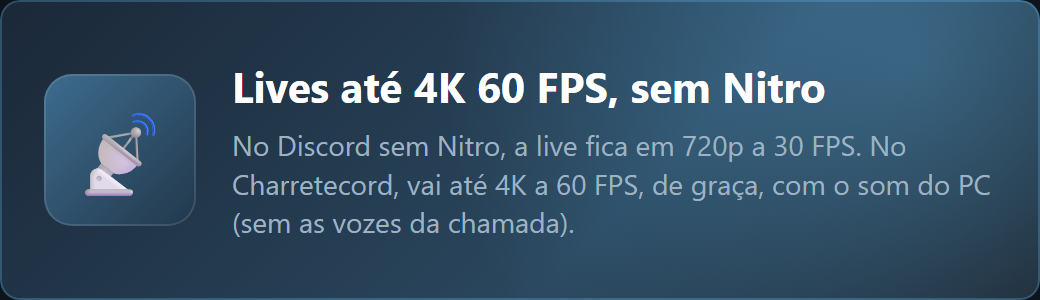 Lives até 4K 60 FPS, sem Nitro
No Discord sem Nitro, a live fica em 720p a 30 FPS. No
Charretecord, vai até 4K a 60 FPS, de graça, com o som do PC
(sem as vozes da chamada).